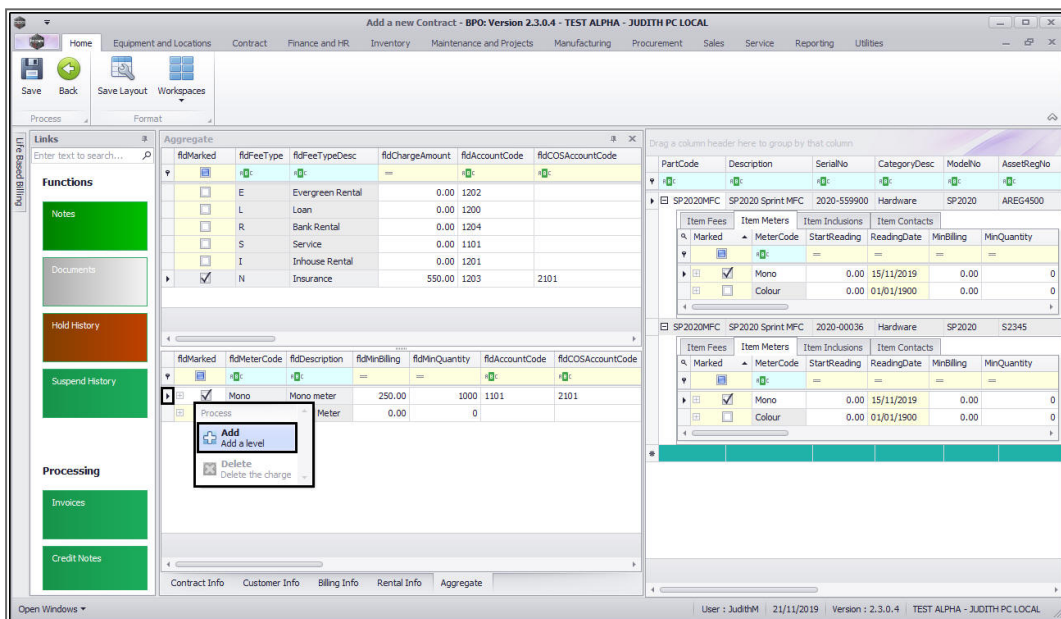 Add a new Contract - BPO: Version 2.3.0.4 - TEST ALPHA - JUDITH PC LOCAL
Home Equipment and Locations Contract Finance and HR Inventory Maintenance and Projects Manufacturing Procurement Sales Service Reporting Utilities
Save Back Save Layout Workspaces
Process Format
Life Based Billing
Links
Enter text to search...
Functions
Notes
Documents
Hold History
Suspend History
Processing
Invoices
Credit Notes
Aggregate
fldMarked fldFeeType fldFeeTypeDesc fldChargeAmount fldAccountCode fldCOSAccountCode
E Evergreen Rental 0.00 1202
L Loan 0.00 1200
R Bank Rental 0.00 1204
S Service 0.00 1101
I Inhouse Rental 0.00 1201
N Insurance 550.00 1203 2101
fldMarked fldMeterCode fldDescription fldMinBilling fldMinQuantity fldAccountCode fldCOSAccountCode
Mono Mono meter 250.00 1000 1101 2101
Meter 0.00 0
Process
Add
Add a level
Delete
Delete the charge
Contract Info Customer Info Billing Info Rental Info Aggregate
Drag a column header here to group by that column
PartCode Description SerialNo CategoryDesc ModelNo AssetRegNo
SP2020MFC SP2020 Sprint MFC 2020-559900 Hardware SP2020 AREG4500
Item Fees Item Meters Item Inclusions Item Contacts
Marked MeterCode StartReading ReadingDate MinBilling MinQuantity
Mono 0.00 15/11/2019 0.00 0
Colour 0.00 01/01/1900 0.00 0
SP2020MFC SP2020 Sprint MFC 2020-00036 Hardware SP2020 S2345
Item Fees Item Meters Item Inclusions Item Contacts
Marked MeterCode StartReading ReadingDate MinBilling MinQuantity
Mono 0.00 15/11/2019 0.00 0
Colour 0.00 01/01/1900 0.00 0
Open Windows User : JudithM 21/11/2019 Version : 2.3.0.4 TEST ALPHA - JUDITH PC LOCAL